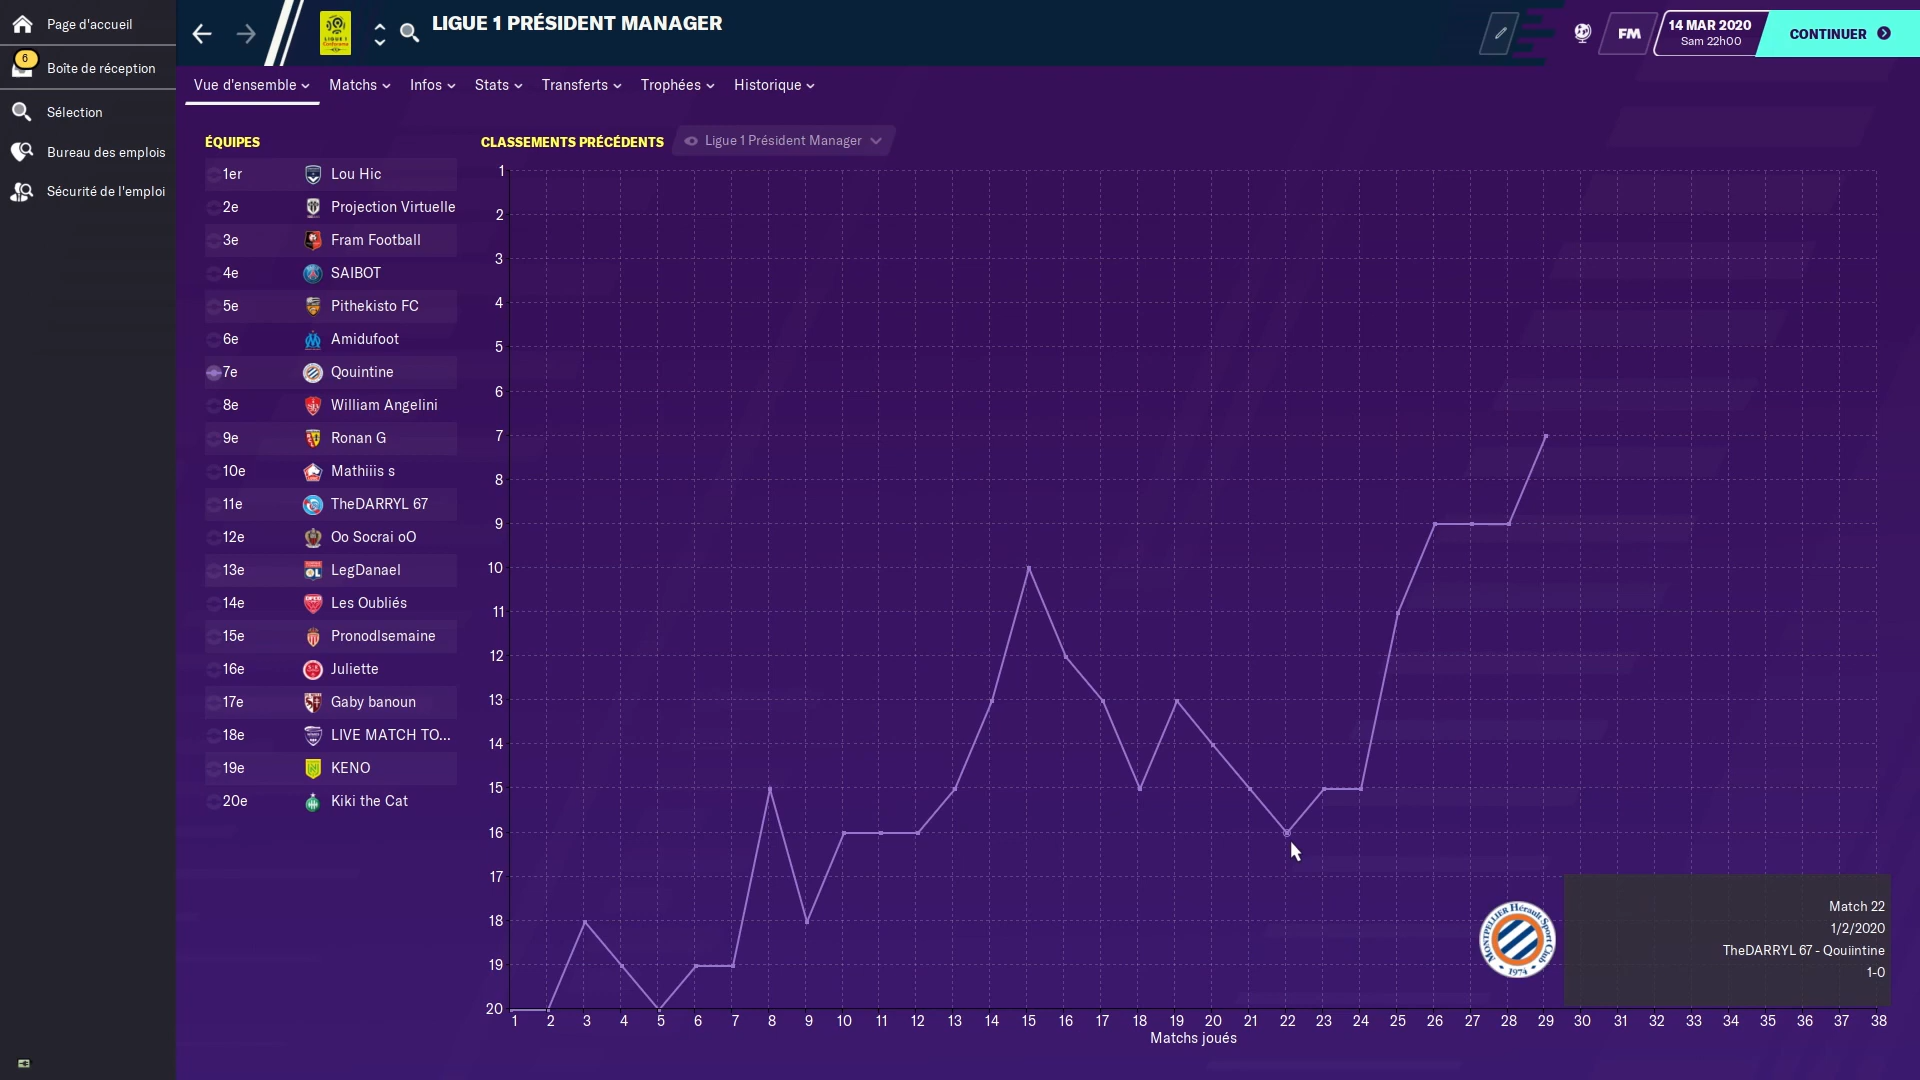 Page d'accueil
6
Boîte de réception
Sélection
Bureau des emplois
Sécurité de l'emploi
LIGUE 1 PRÉSIDENT MANAGER
FM
14 MAR 2020
Sam 22h00
CONTINUER
Vue d'ensemble Matchs Infos Stats Transferts Trophées Historique
ÉQUIPES
1er Lou Hic
2e Projection Virtuelle
3e Fram Football
4e SAIBOT
5e Pithekisto FC
6e Amidufoot
7e Qouintine
8e William Angelini
9e Ronan G
10e Mathiiis s
11e TheDARRYL 67
12e Oo Socrai oO
13e LegDanael
14e Les Oubliés
15e Pronodlsemaine
16e Juliette
17e Gaby banoun
18e LIVE MATCH TO...
19e KENO
20e Kiki the Cat
CLASSEMENTS PRÉCÉDENTS Ligue 1 Président Manager
1
2
3
4
5
6
7
8
9
10
11
12
13
14
15
16
17
18
19
20
1 2 3 4 5 6 7 8 9 10 11 12 13 14 15 16 17 18 19 20 21 22 23 24 25 26 27 28 29 30 31 32 33 34 35 36 37 38
Matchs joués
MONTPELLIER Hérault Sport Club
1974
Match 22
1/2/2020
TheDARRYL 67 - Qouiintine
1-0